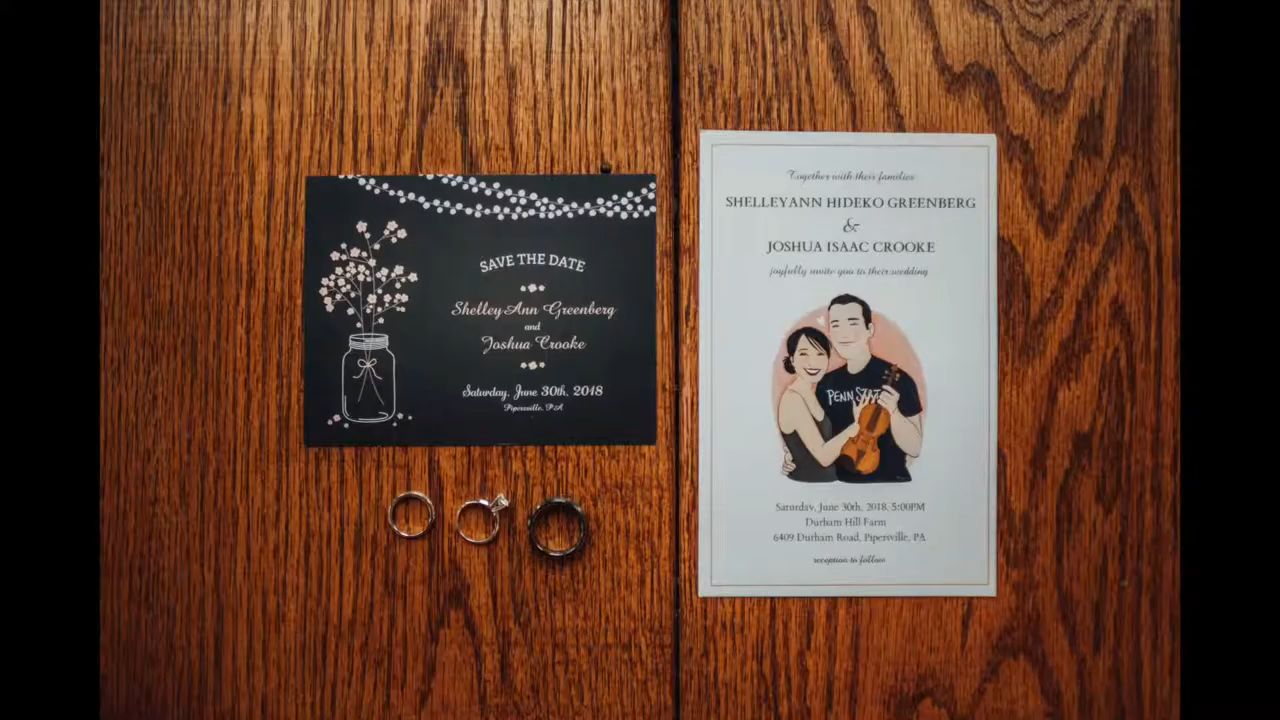 SAVE THE DATE
Shelley Ann Greenberg
and
Joshua Crooke
Saturday, June 30th, 2018
Pipersville, PA
Together with their families
SHELLEYANN HIDEKO GREENBERG
&
JOSHUA ISAAC CROOKE
joyfully invite you to their wedding
PENN STATE
Saturday, June 30th, 2018, 5:00PM
Durham Hill Farm
6409 Durham Road, Pipersville, PA
reception to follow